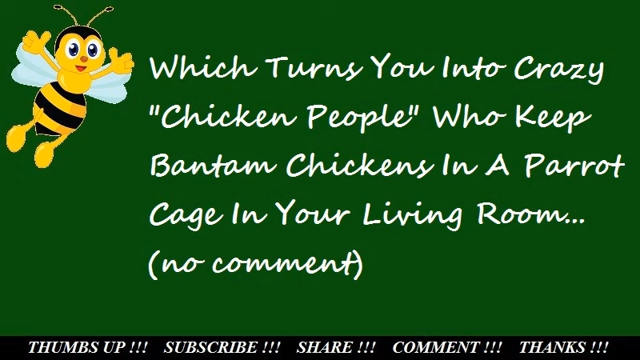 Which Turns You Into Crazy
"Chicken People" Who Keep
Bantam Chickens In A Parrot
Cage In Your Living Room...
(no comment)
THUMBS UP !!! SUBSCRIBE !!! SHARE !!! COMMENT !!! THANKS !!!